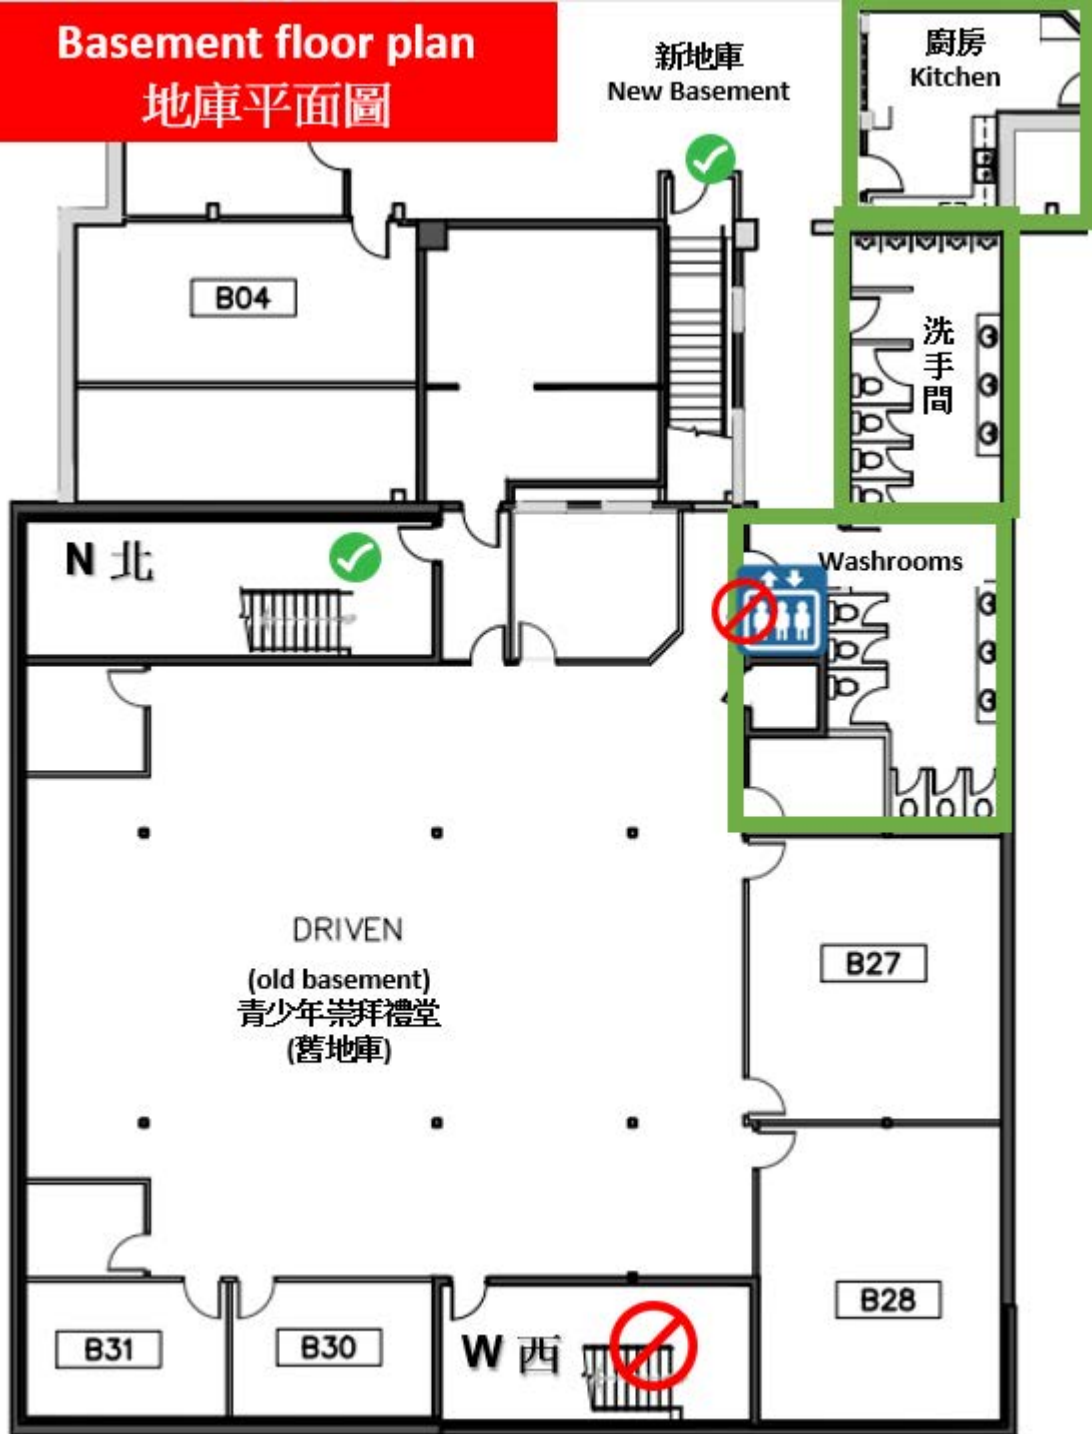 Basement floor plan
地庫平面圖
新地庫
New Basement
廚房
Kitchen
B04
洗
手
間
N 北
Washrooms
DRIVEN
(old basement)
青少年崇拜禮堂
(舊地庫)
B27
B28
B31
B30
W 西